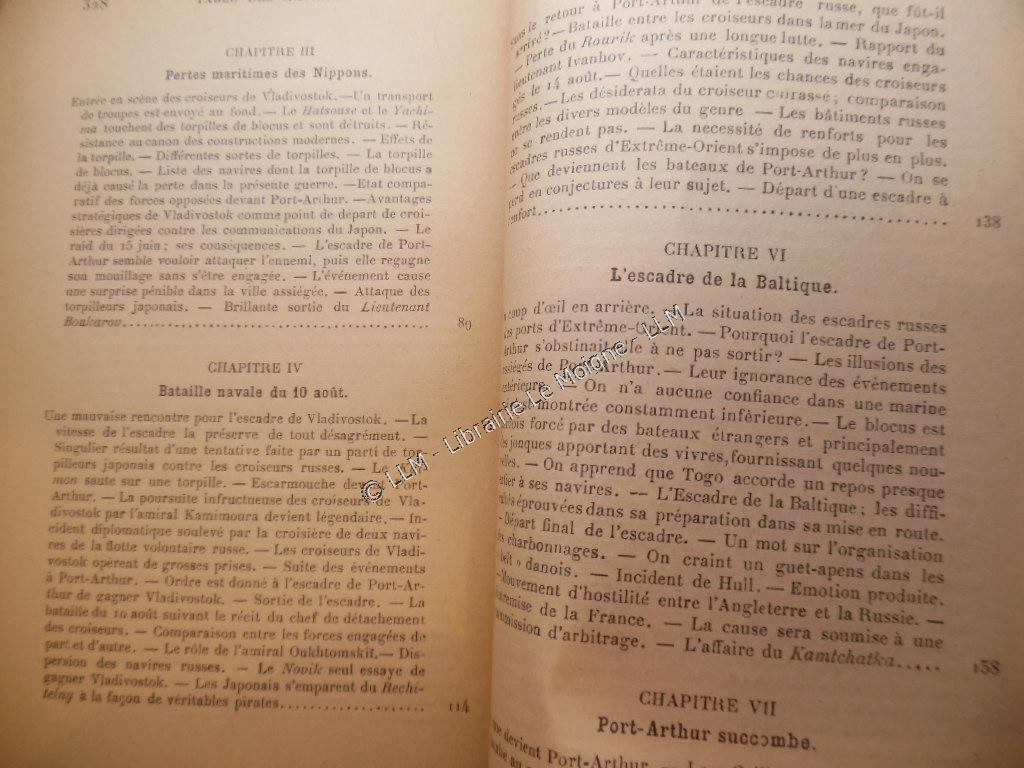 328
TABLE DES
CHAPITRE III
Pertes maritimes des Nippons.
Entrée en scène des croiseurs de Vladivostok. — Un transport
de troupes est envoyé au fond. — Le Hatsouse et le Yachi-
ma touchent des torpilles de blocus et sont détruits. — Ré-
sistance au canon des constructions modernes. — Effets de
la torpille. — Différentes sortes de torpilles. — La torpille
de blocus. — Liste des navires dont la torpille de blocus a
déjà causé la perte dans la présente guerre. — Etat compa-
ratif des forces opposées devant Port-Arthur. — Avantages
stratégiques de Vladivostok comme point de départ de croi-
sières dirigées contre les communications du Japon. — Le
raid du 15 juin ; ses conséquences. — L'escadre de Port-
Arthur semble vouloir attaquer l'ennemi, puis elle regagne
son mouillage sans s'être engagée. — L'événement cause
une surprise pénible dans la ville assiégée. — Attaque des
torpilleurs japonais. — Brillante sortie du Lieutenant
Boukarov. 89
CHAPITRE IV
Bataille navale du 10 août.
Une mauvaise rencontre pour l'escadre de Vladivostok. — La
vitesse de l'escadre la préserve de tout désagrément. —
Singulier résultat d'une tentative faite par un parti de tor-
pilleurs japonais contre les croiseurs russes. — Le
mon saute sur une torpille. — Escarmouche devant Port-
Arthur. — La poursuite infructueuse des croiseurs de Vla-
divostok par l'amiral Kamimoura devient légendaire. — In-
cident diplomatique soulevé par la croisière de deux navi-
res de la flotte volontaire russe. — Les croiseurs de Vladi-
vostok opèrent de grosses prises. — Suite des événements
à Port-Arthur. — Ordre est donné à l'escadre de Port-Ar-
thur de gagner Vladivostok. — Sortie de l'escadre. — La
bataille du 10 août suivant le récit du chef de détachement
des croiseurs. — Comparaison entre les forces engagées de
part et d'autre. — Le rôle de l'amiral Oukhtomskif. — Dis-
persion des navires russes. — Le Novik seul essaye de
gagner Vladivostok. — Les Japonais s'emparent du Rechi-
telny à la façon de véritables pirates. 114
le retour à Port-Arthur de l'escadre russe, que fût-il
arrivé ? — Bataille entre les croiseurs dans la mer du Japon.
— Perte du Rourik après une longue lutte. — Rapport du
lieutenant Ivanhov. — Caractéristiques des navires enga-
gés le 14 août. — Quelles étaient les chances des croiseurs
russes. — Les désiderata du croiseur cuirassé ; comparaison
entre les divers modèles du genre — Les bâtiments russes
ne se rendent pas. — La nécessité de renforts pour les
escadres russes d'Extrême-Orient s'impose de plus en plus.
— Que deviennent les bateaux de Port-Arthur ? — On se
perd en conjectures à leur sujet. — Départ d'une escadre à
138
CHAPITRE VI
L'escadre de la Baltique.
coup d'œil en arrière. — La situation des escadres russes
des ports d'Extrême-Orient. — Pourquoi l'escadre de Port-
Arthur s'obstinait-elle à ne pas sortir ? — Les illusions des
assiégés de Port-Arthur. — Leur ignorance des évènements
extérieurs. — On n'a aucune confiance dans une marine
montrée constamment inférieure. — Le blocus est
forcé par des bateaux étrangers et principalement
jonques apportant des vivres, fournissant quelques nou-
velles. — On apprend que Togo accorde un repos presque
à ses navires. — L'Escadre de la Baltique ; les diffi-
cultés éprouvées dans sa préparation dans sa mise en route.
— Départ final de l'escadre. — Un mot sur l'organisation
des charbonnages. — On craint un guet-apens dans les
« belt » danois. — Incident de Hull. — Emotion produite.
— Mouvement d'hostilité entre l'Angleterre et la Russie. —
Entremise de la France. — La cause sera soumise à une
commission d'arbitrage. — L'affaire du Kamtchatka. 158
CHAPITRE VII
Port-Arthur succombe.
devient Port-Arthur.
© LLM - Librairie Le Moigne - LLM